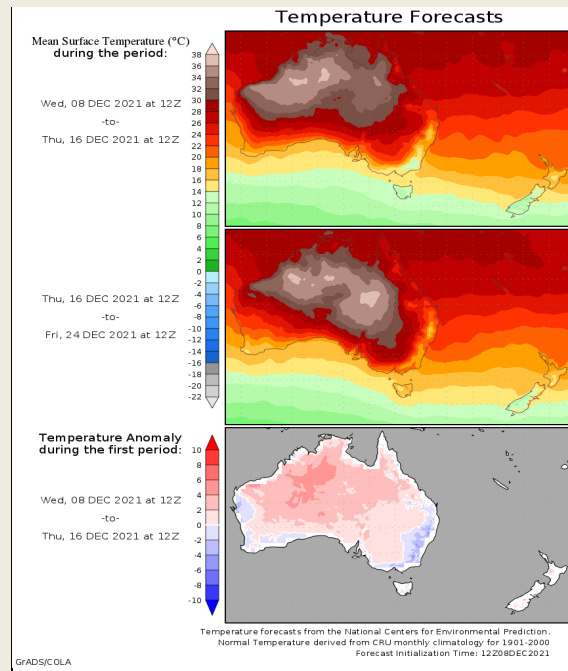 Temperature Forecasts
Mean Surface Temperature (°C)
during the period:
Wed, 08 DEC 2021 at 12Z
-to-
Thu, 16 DEC 2021 at 12Z
38
36
34
32
30
28
26
24
22
20
18
16
14
12
10
8
6
4
2
0
-2
-4
-6
-8
-10
-12
-14
-16
-18
-20
-22
Thu, 16 DEC 2021 at 12Z
-to-
Fri, 24 DEC 2021 at 12Z
Temperature Anomaly
during the first period:
Wed, 08 DEC 2021 at 12Z
-to-
Thu, 16 DEC 2021 at 12Z
10
8
6
4
2
0
-2
-4
-6
-8
-10
Temperature forecasts from the National Centers for Environmental Prediction.
Normal Temperature derived from CRU monthly climatology for 1901-2000
Forecast Initialization Time: 12Z08DEC2021
GrADS/COLA